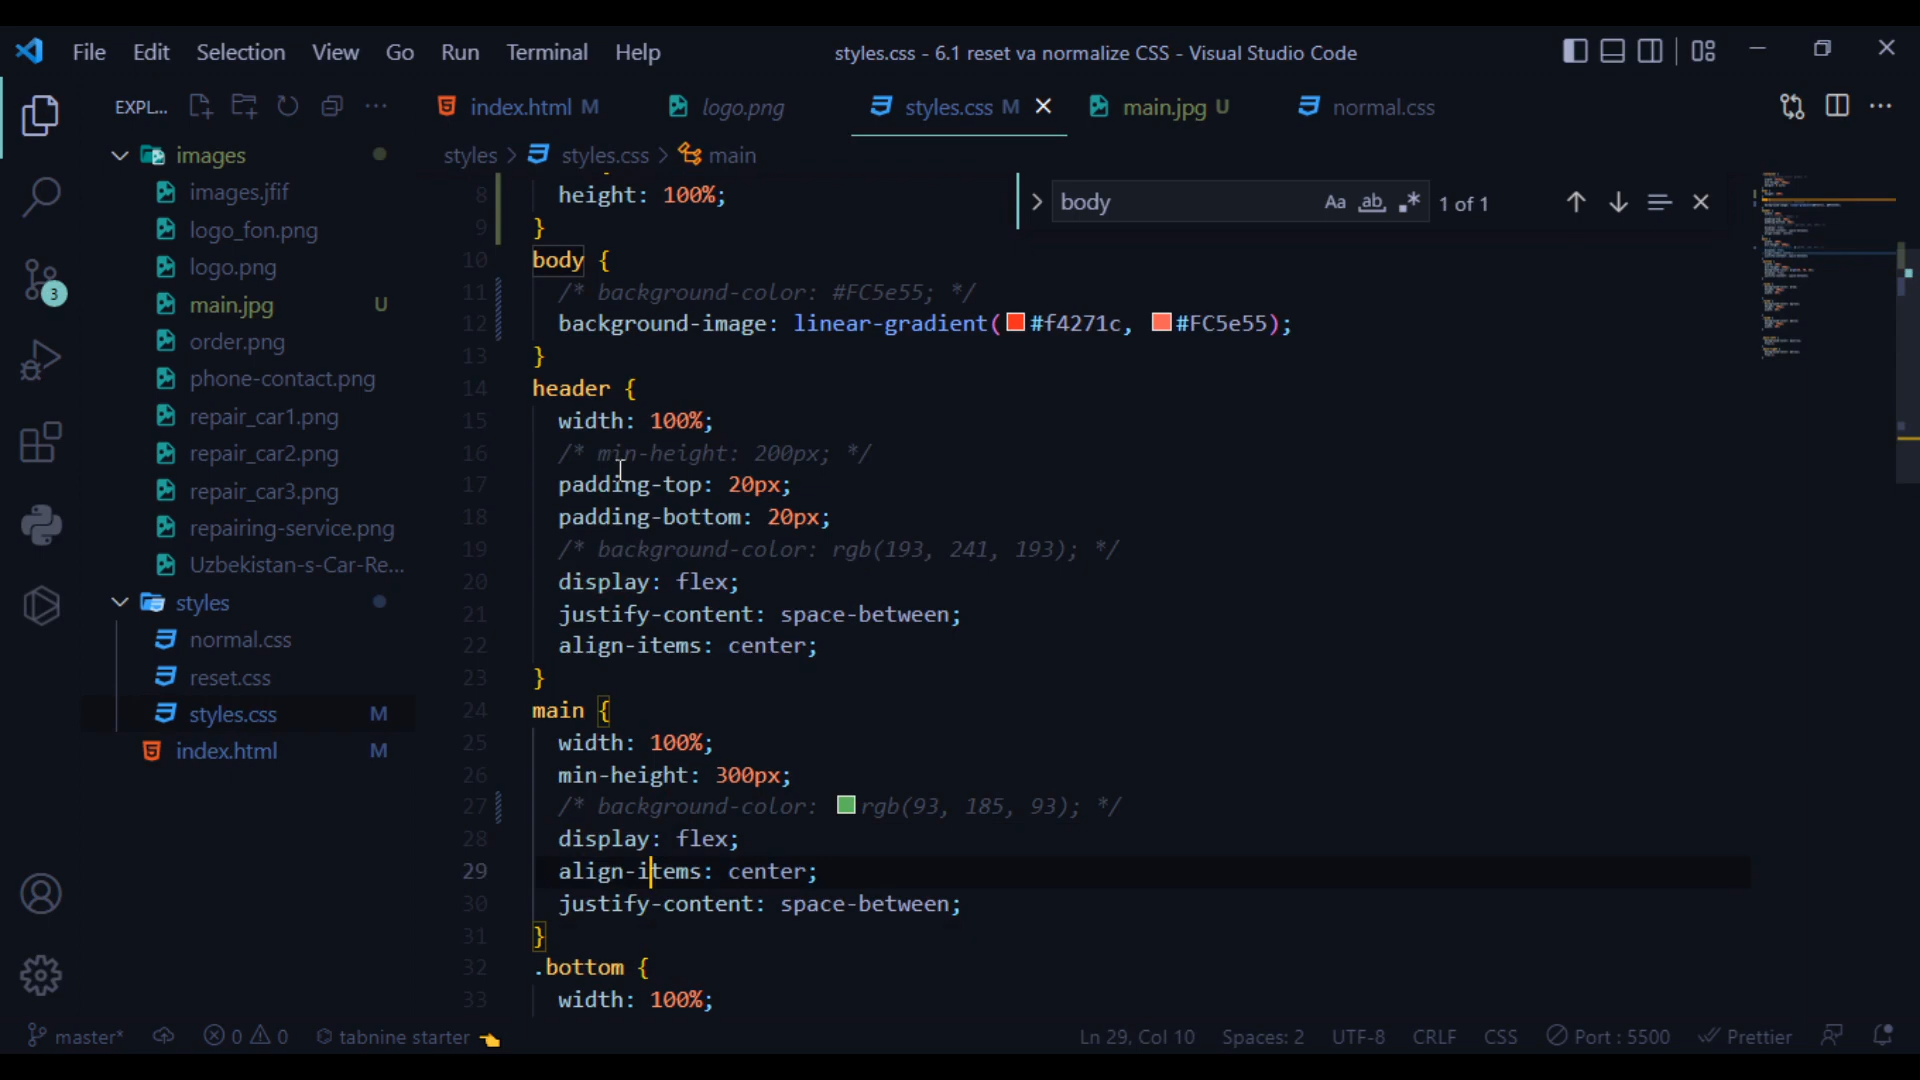 File Edit Selection View Go Run Terminal Help
styles.css - 6.1 reset va normalize CSS - Visual Studio Code
EXPL...
index.html M
logo.png
styles.css M
main.jpg U
normal.css
styles > styles.css > main
body
Aa ab
1 of 1
images
images.jfif
logo_fon.png
logo.png
main.jpg U
order.png
phone-contact.png
repair_car1.png
repair_car2.png
repair_car3.png
repairing-service.png
Uzbekistan-s-Car-Re...
styles
normal.css
reset.css
styles.css M
index.html M
3
8 height: 100%;
9 }
10 body {
11 /* background-color: #FC5e55; */
12 background-image: linear-gradient(#f4271c, #FC5e55);
13 }
14 header {
15 width: 100%;
16 /* min-height: 200px; */
17 padding-top: 20px;
18 padding-bottom: 20px;
19 /* background-color: rgb(193, 241, 193); */
20 display: flex;
21 justify-content: space-between;
22 align-items: center;
23 }
24 main {
25 width: 100%;
26 min-height: 300px;
27 /* background-color: rgb(93, 185, 93); */
28 display: flex;
29 align-items: center;
30 justify-content: space-between;
31 }
32 .bottom {
33 width: 100%;
master* 0 0 tabnine starter
Ln 29, Col 10 Spaces: 2 UTF-8 CRLF CSS Port : 5500 Prettier